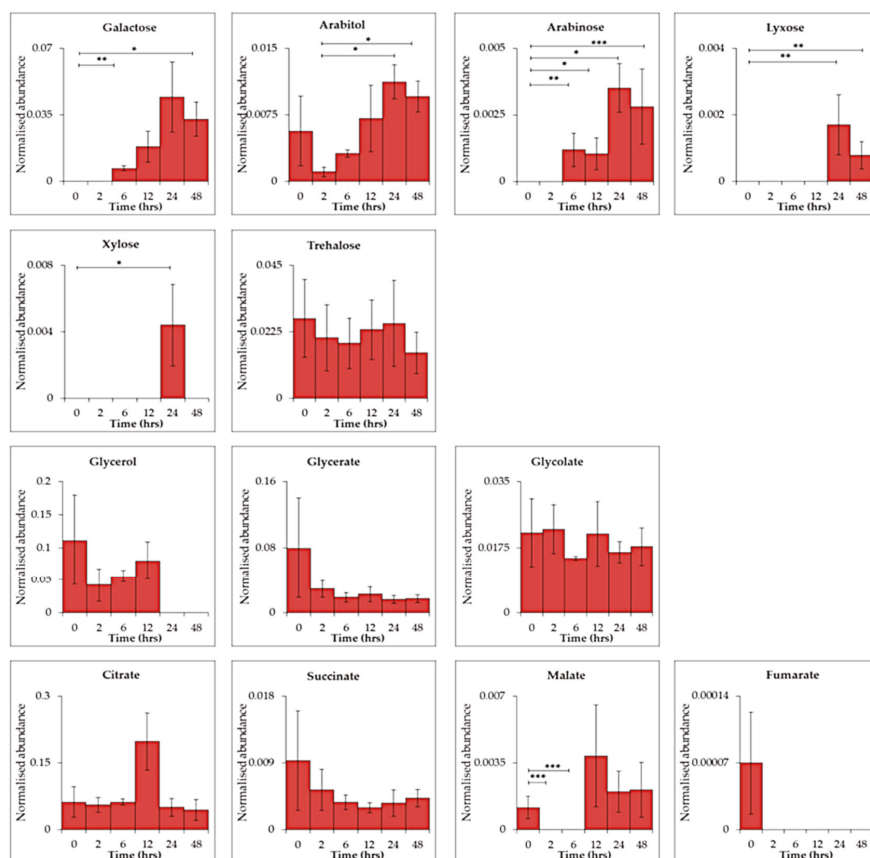 Galactose
Normalised abundance
0.07
0.035
0
**
*
0 2 6 12 24 48
Time (hrs)
Arabitol
Normalised abundance
0.015
0.0075
0
*
*
0 2 6 12 24 48
Time (hrs)
Arabinose
Normalised abundance
0.005
0.0025
0
***
*
*
**
0 2 6 12 24 48
Time (hrs)
Lyxose
Normalised abundance
0.004
0.002
0
**
**
0 2 6 12 24 48
Time (hrs)
Xylose
Normalised abundance
0.008
0.004
0
*
0 2 6 12 24 48
Time (hrs)
Trehalose
Normalised abundance
0.045
0.0225
0
0 2 6 12 24 48
Time (hrs)
Glycerol
Normalised abundance
0.2
0.15
0.1
0.05
0
0 2 6 12 24 48
Time (hrs)
Glycerate
Normalised abundance
0.16
0.08
0
0 2 6 12 24 48
Time (hrs)
Glycolate
Normalised abundance
0.035
0.0175
0
0 2 6 12 24 48
Time (hrs)
Citrate
Normalised abundance
0.3
0.15
0
0 2 6 12 24 48
Time (hrs)
Succinate
Normalised abundance
0.018
0.009
0
0 2 6 12 24 48
Time (hrs)
Malate
Normalised abundance
0.007
0.0035
0
***
***
0 2 6 12 24 48
Time (hrs)
Fumarate
Normalised abundance
0.00014
0.00007
0
0 2 6 12 24 48
Time (hrs)